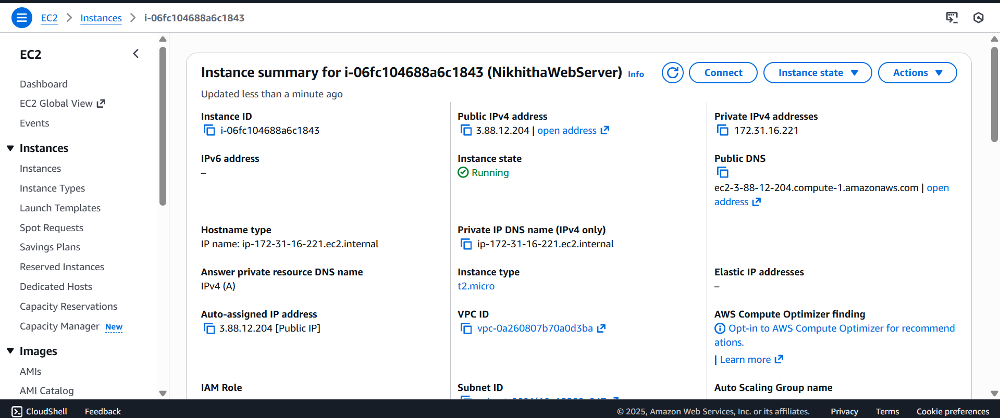 EC2 > Instances > i-06fc104688a6c1843
EC2
Dashboard
EC2 Global View
Events
Instances
Instances
Instance Types
Launch Templates
Spot Requests
Savings Plans
Reserved Instances
Dedicated Hosts
Capacity Reservations
Capacity Manager New
Images
AMIs
AMI Catalog
Instance summary for i-06fc104688a6c1843 (NikhithaWebServer) Info
Connect
Instance state
Actions
Updated less than a minute ago
Instance ID
i-06fc104688a6c1843
Public IPv4 address
3.88.12.204 | open address
Private IPv4 addresses
172.31.16.221
IPv6 address
–
Instance state
Running
Public DNS
ec2-3-88-12-204.compute-1.amazonaws.com | open
address
Hostname type
IP name: ip-172-31-16-221.ec2.internal
Private IP DNS name (IPv4 only)
ip-172-31-16-221.ec2.internal
Answer private resource DNS name
IPv4 (A)
Instance type
t2.micro
Elastic IP addresses
–
Auto-assigned IP address
3.88.12.204 [Public IP]
VPC ID
vpc-0a260807b70a0d3ba
AWS Compute Optimizer finding
Opt-in to AWS Compute Optimizer for recommend
ations.
| Learn more
IAM Role
Subnet ID
Auto Scaling Group name
CloudShell
Feedback
© 2025, Amazon Web Services, Inc. or its affiliates.
Privacy
Terms
Cookie preferences